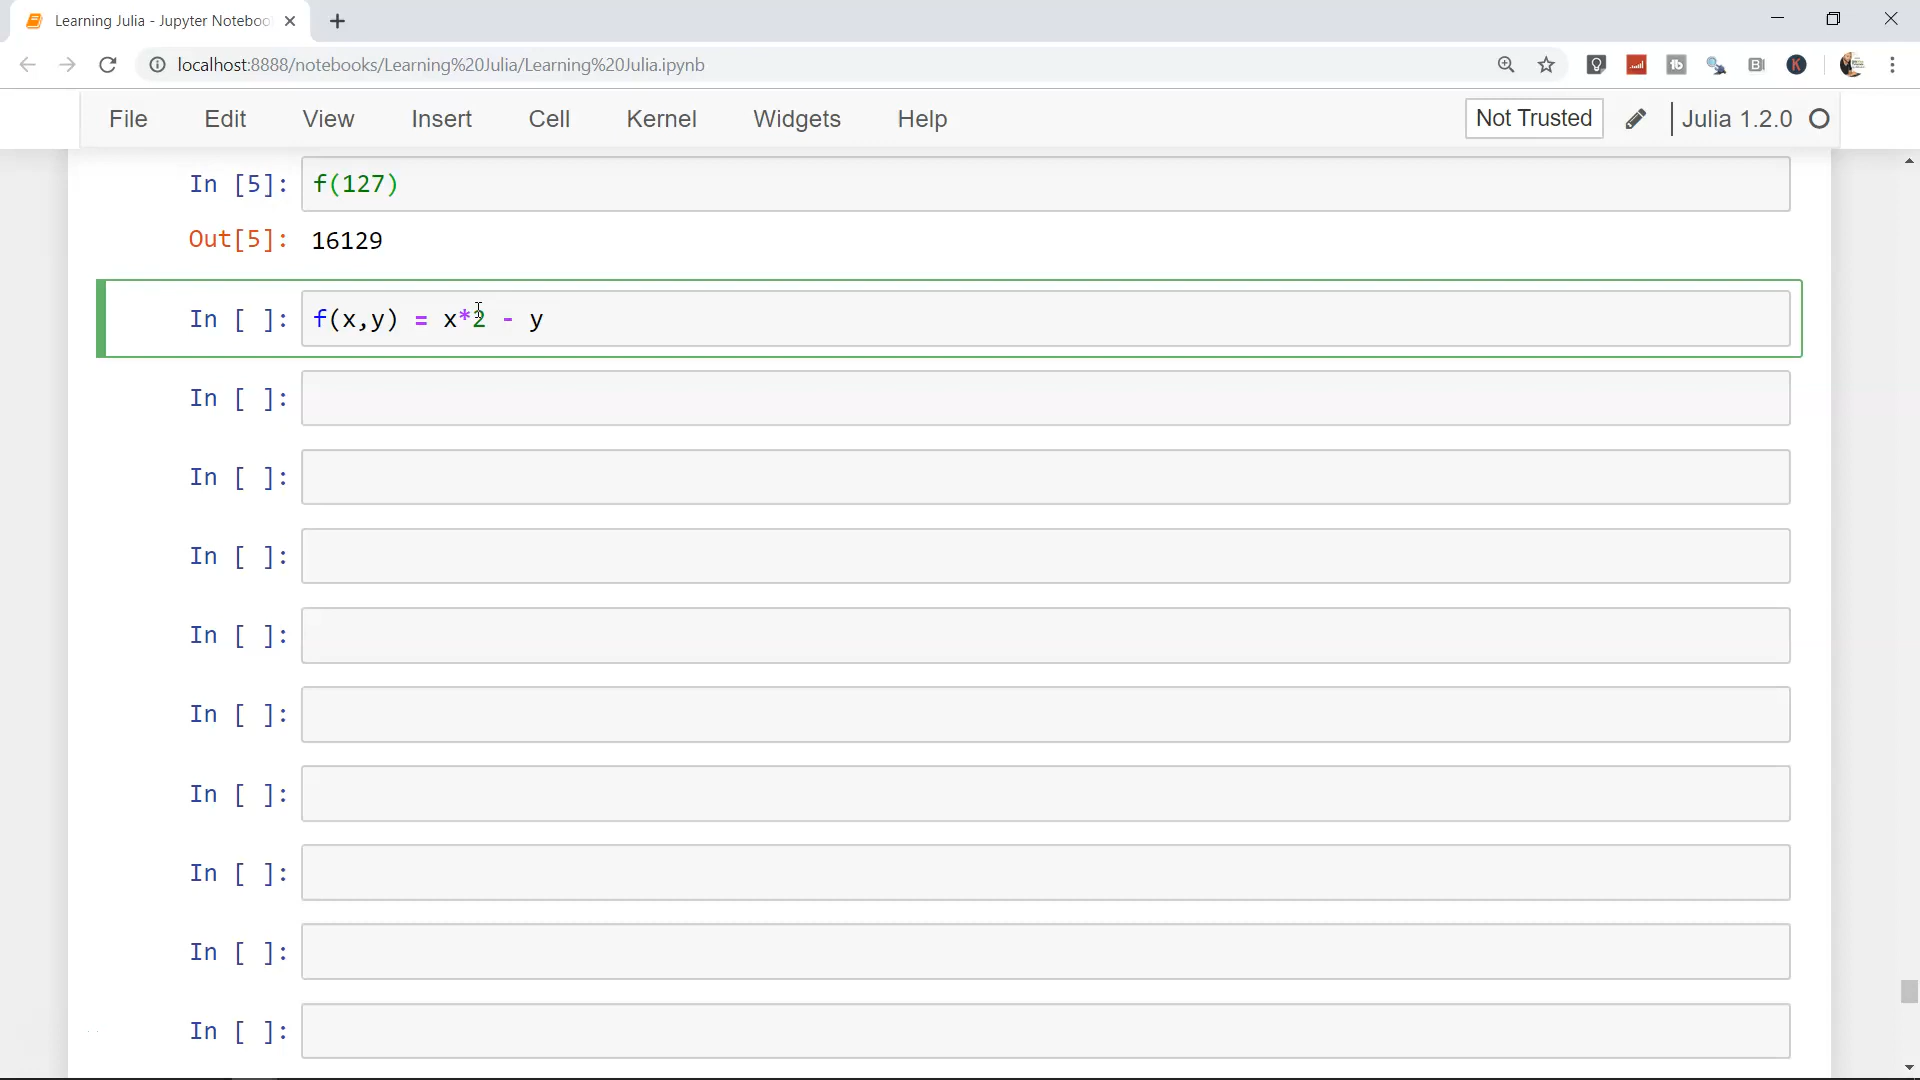 Learning Julia - Jupyter Noteboo
localhost:8888/notebooks/Learning%20Julia/Learning%20Julia.ipynb
File Edit View Insert Cell Kernel Widgets Help Not Trusted Julia 1.2.0
In [5]: f(127)
Out[5]: 16129
In [ ]: f(x,y) = x*2 - y
In [ ]:
In [ ]:
In [ ]:
In [ ]:
In [ ]:
In [ ]:
In [ ]:
In [ ]:
In [ ]: